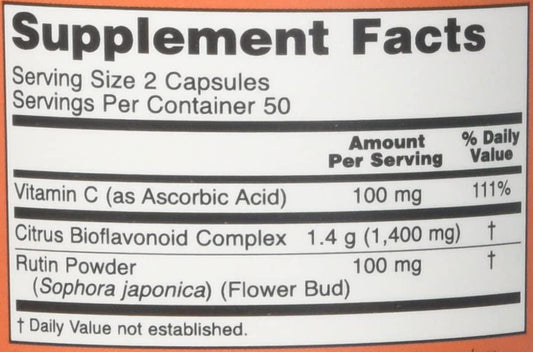 Supplement Facts
Serving Size 2 Capsules
Servings Per Container 50
Amount Per Serving % Daily Value
Vitamin C (as Ascorbic Acid) 100 mg 111%
Citrus Bioflavonoid Complex 1.4 g (1,400 mg) †
Rutin Powder 100 mg †
(Sophora japonica) (Flower Bud)
† Daily Value not established.